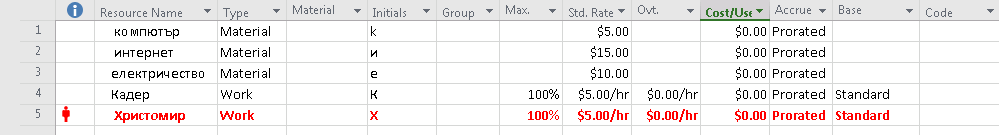 Resource Name Type Material Initials Group Max. Std. Rate Ovt. Cost/Use Accrue Base Code
1 компютър Material k $5.00 $0.00 Prorated
2 интернет Material и $15.00 $0.00 Prorated
3 електричество Material е $10.00 $0.00 Prorated
4 Кадер Work К 100% $5.00/hr $0.00/hr $0.00 Prorated Standard
5 Христомир Work Х 100% $5.00/hr $0.00/hr $0.00 Prorated Standard